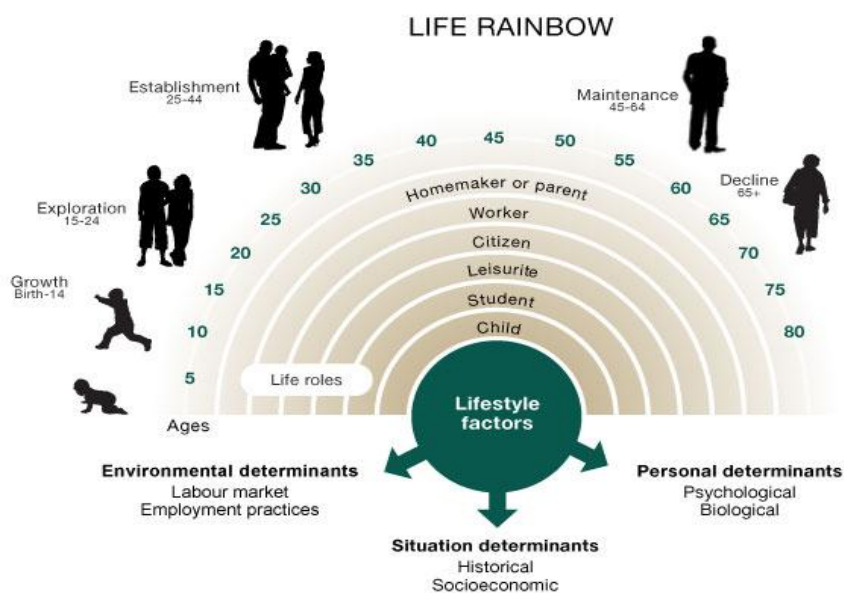 LIFE RAINBOW
Establishment
25-44
Maintenance
45-64
Exploration
15-24
Decline
65+
Growth
Birth-14
5
10
15
20
25
30
35
40
45
50
55
60
65
70
75
80
Homemaker or parent
Worker
Citizen
Leisurite
Student
Child
Life roles
Ages
Lifestyle
factors
Environmental determinants
Labour market
Employment practices
Personal determinants
Psychological
Biological
Situation determinants
Historical
Socioeconomic